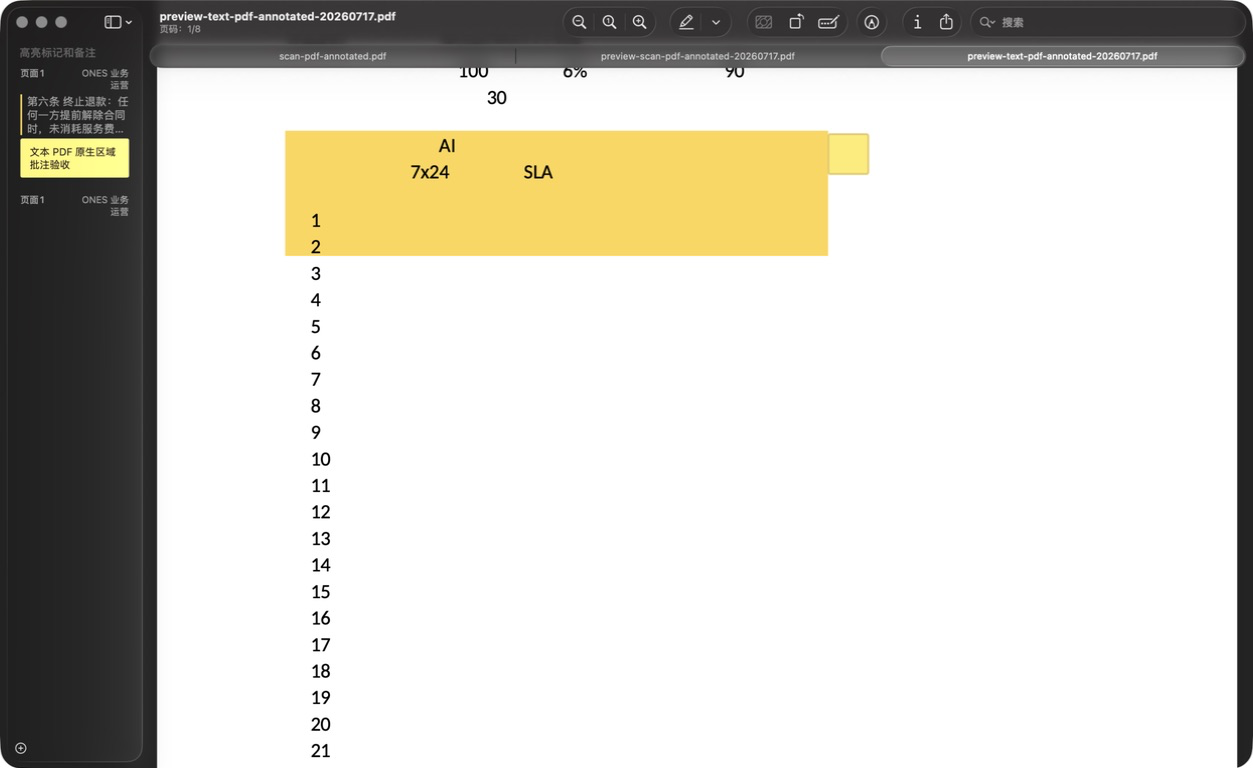 preview-text-pdf-annotated-20260717.pdf
页码：1/8
搜索
scan-pdf-annotated.pdf
preview-scan-pdf-annotated-20260717.pdf
preview-text-pdf-annotated-20260717.pdf
高亮标记和备注
页面1 ONES 业务
运营
第六条 终止退款：任
何一方提前解除合同
时，未消耗服务费…
文本 PDF 原生区域
批注验收
页面1 ONES 业务
运营
100 6% 90
30
AI
7x24 SLA
1
2
3
4
5
6
7
8
9
10
11
12
13
14
15
16
17
18
19
20
21